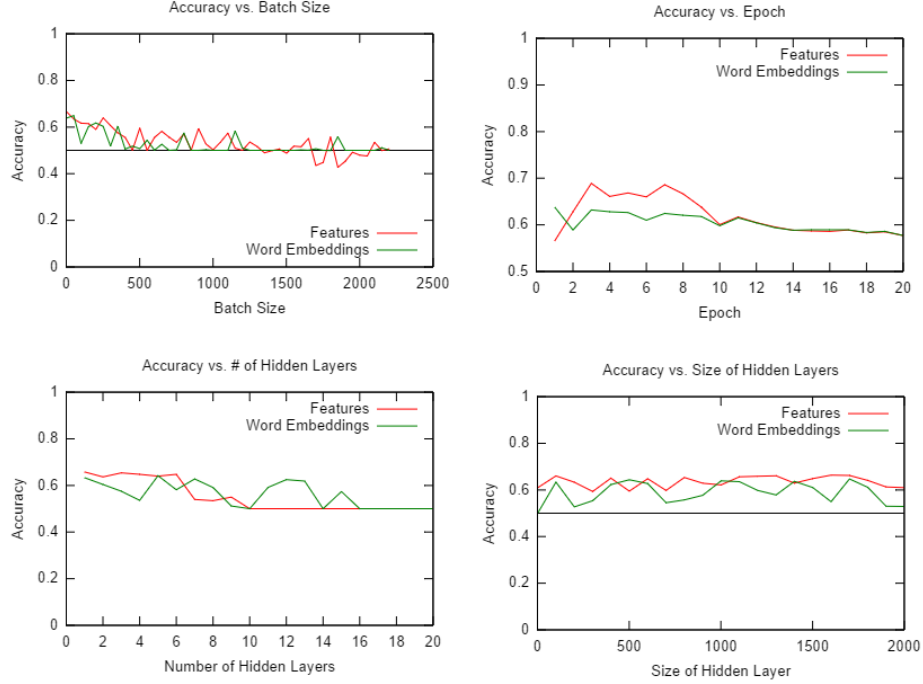 Accuracy vs. Batch Size
1
0.8
0.6
0.4
0.2
0
Accuracy
Features
Word Embeddings
0 500 1000 1500 2000 2500
Batch Size
Accuracy vs. Epoch
1
0.9
0.8
0.7
0.6
0.5
Accuracy
Features
Word Embeddings
0 2 4 6 8 10 12 14 16 18 20
Epoch
Accuracy vs. # of Hidden Layers
1
0.8
0.6
0.4
0.2
0
Accuracy
Features
Word Embeddings
0 2 4 6 8 10 12 14 16 18 20
Number of Hidden Layers
Accuracy vs. Size of Hidden Layers
1
0.8
0.6
0.4
0.2
0
Accuracy
Features
Word Embeddings
0 500 1000 1500 2000
Size of Hidden Layer